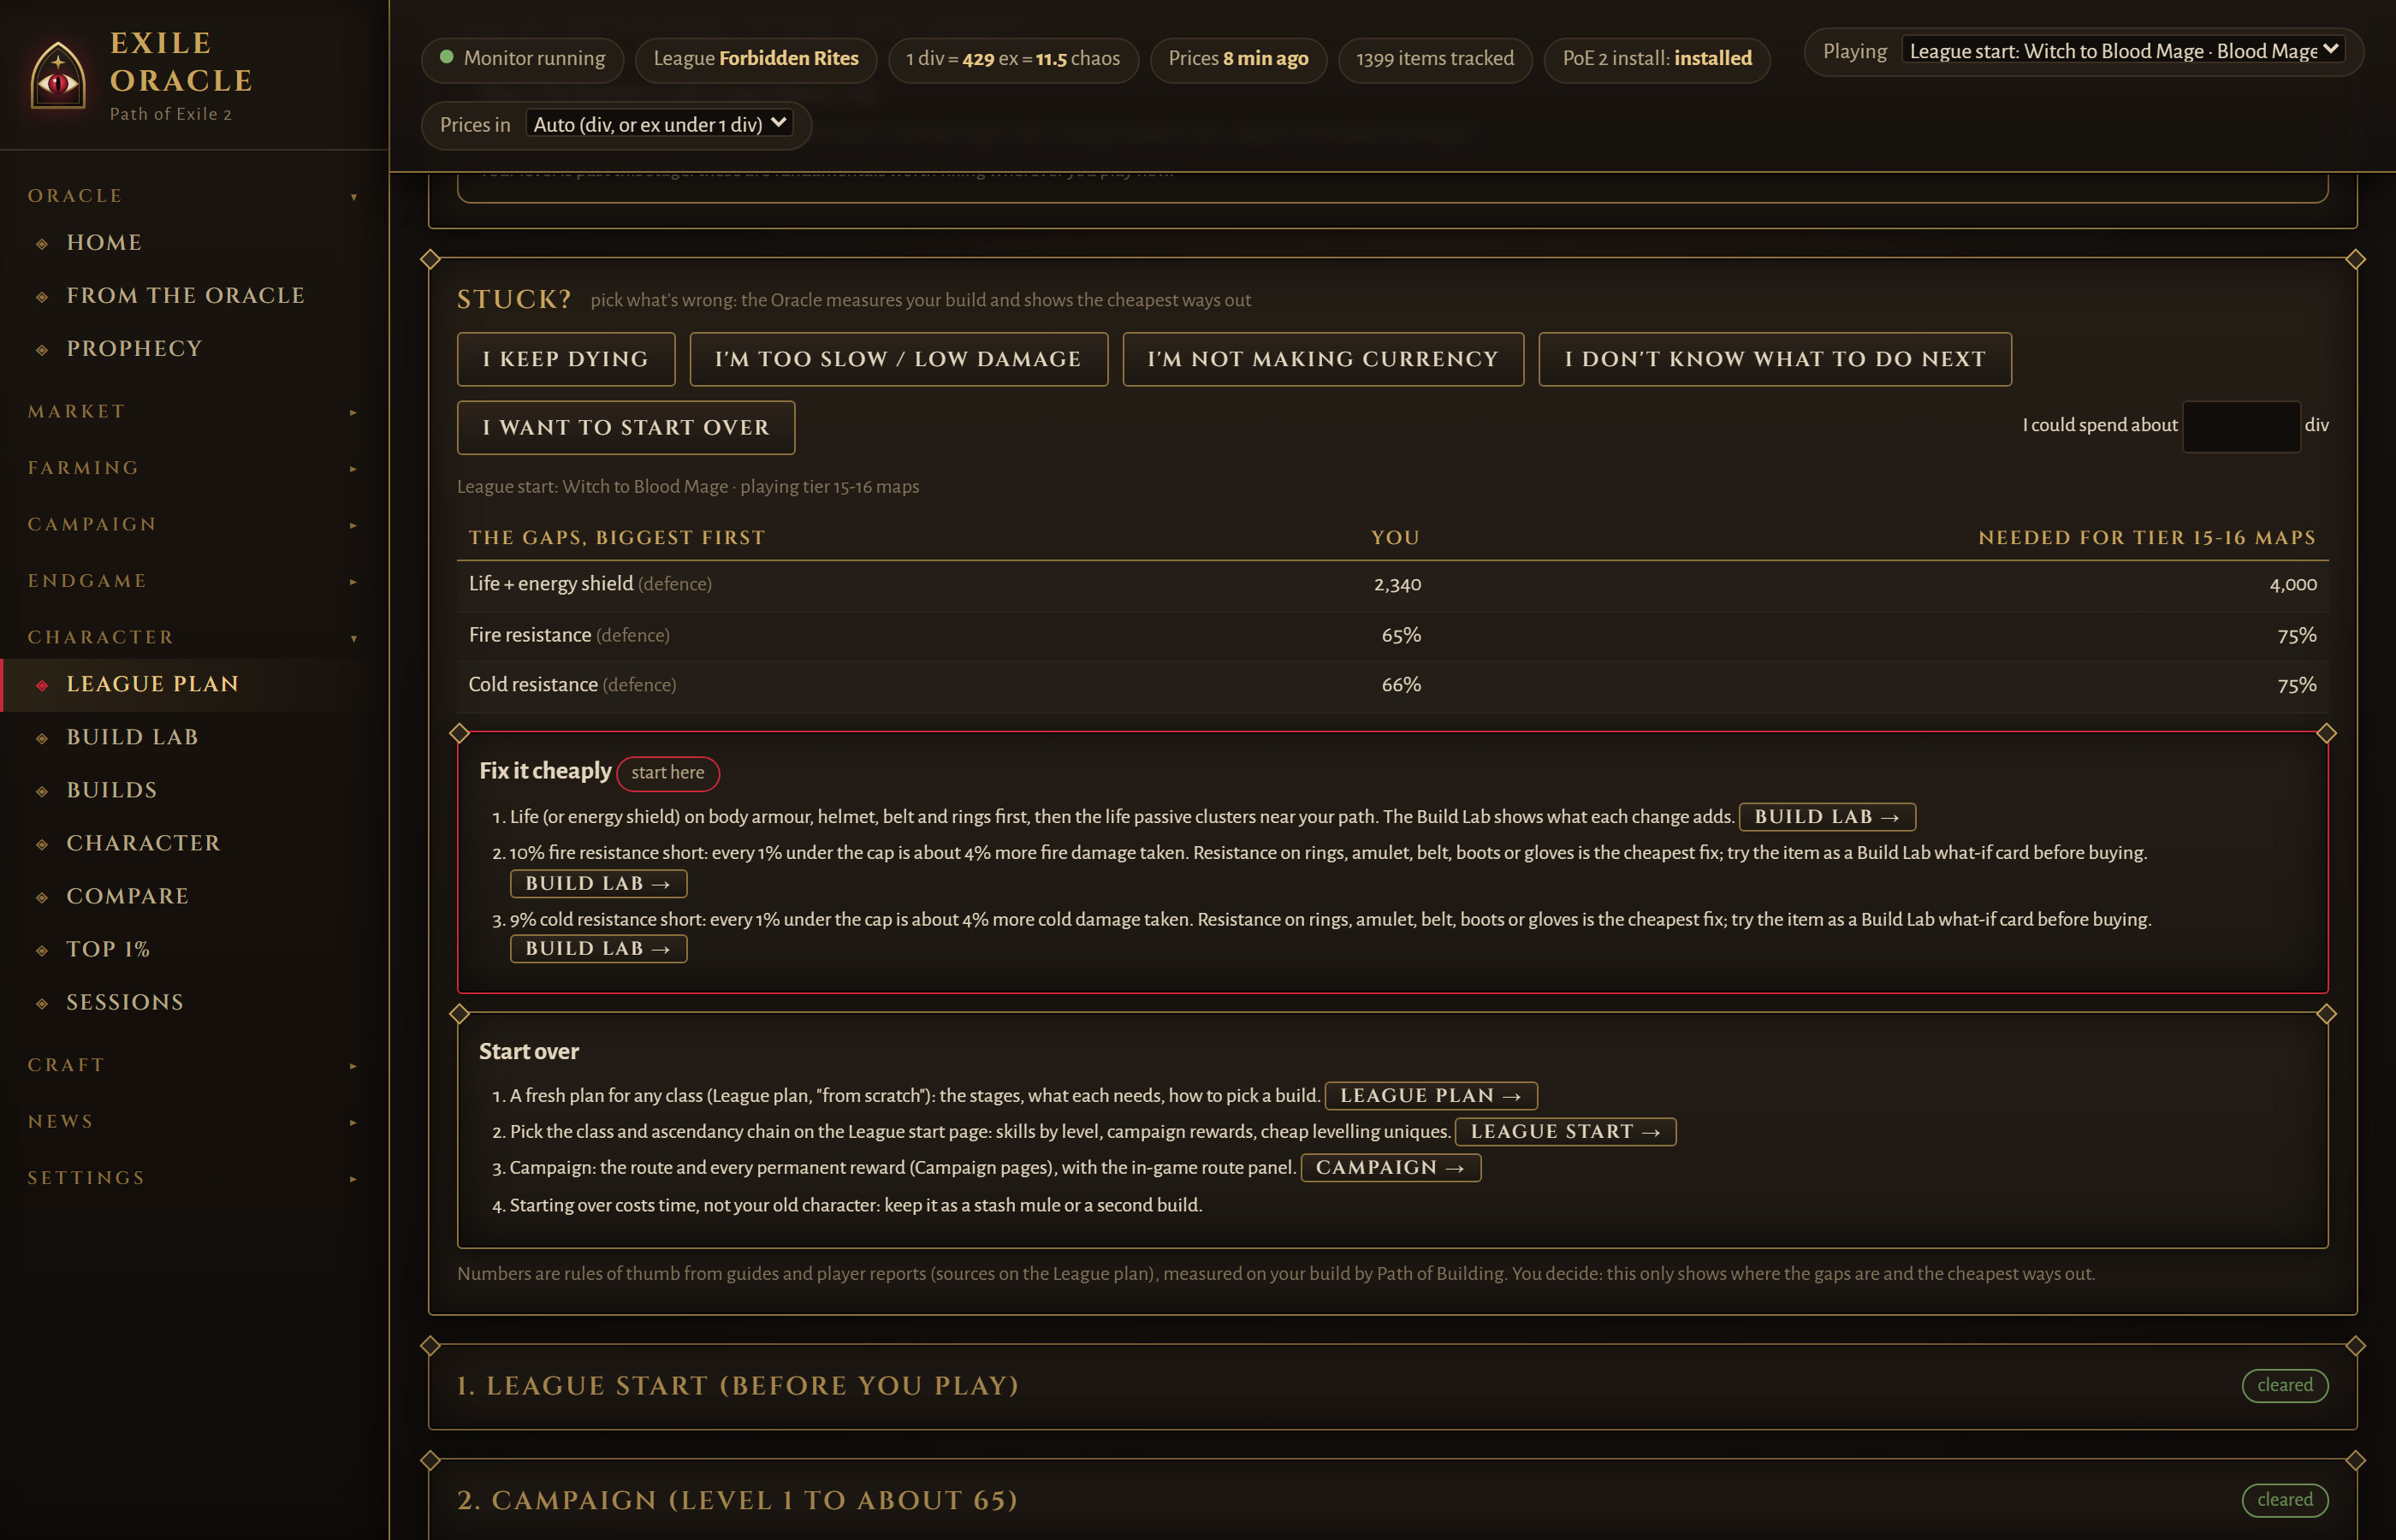 EXILE
ORACLE
Path of Exile 2
ORACLE
HOME
FROM THE ORACLE
PROPHECY
MARKET
FARMING
CAMPAIGN
ENDGAME
CHARACTER
LEAGUE PLAN
BUILD LAB
BUILDS
CHARACTER
COMPARE
TOP 1%
SESSIONS
CRAFT
NEWS
SETTINGS
Monitor running
League Forbidden Rites
1 div = 429 ex = 11.5 chaos
Prices 8 min ago
1399 items tracked
PoE 2 install: installed
Playing League start: Witch to Blood Mage · Blood Mage
Prices in Auto (div, or ex under 1 div)
STUCK? pick what's wrong: the Oracle measures your build and shows the cheapest ways out
I KEEP DYING
I'M TOO SLOW / LOW DAMAGE
I'M NOT MAKING CURRENCY
I DON'T KNOW WHAT TO DO NEXT
I WANT TO START OVER
I could spend about div
League start: Witch to Blood Mage · playing tier 15-16 maps
THE GAPS, BIGGEST FIRST YOU NEEDED FOR TIER 15-16 MAPS
Life + energy shield (defence) 2,340 4,000
Fire resistance (defence) 65% 75%
Cold resistance (defence) 66% 75%
Fix it cheaply start here
1. Life (or energy shield) on body armour, helmet, belt and rings first, then the life passive clusters near your path. The Build Lab shows what each change adds. BUILD LAB →
2. 10% fire resistance short: every 1% under the cap is about 4% more fire damage taken. Resistance on rings, amulet, belt, boots or gloves is the cheapest fix; try the item as a Build Lab what-if card before buying.
BUILD LAB →
3. 9% cold resistance short: every 1% under the cap is about 4% more cold damage taken. Resistance on rings, amulet, belt, boots or gloves is the cheapest fix; try the item as a Build Lab what-if card before buying.
BUILD LAB →
Start over
1. A fresh plan for any class (League plan, "from scratch"): the stages, what each needs, how to pick a build. LEAGUE PLAN →
2. Pick the class and ascendancy chain on the League start page: skills by level, campaign rewards, cheap levelling uniques. LEAGUE START →
3. Campaign: the route and every permanent reward (Campaign pages), with the in-game route panel. CAMPAIGN →
4. Starting over costs time, not your old character: keep it as a stash mule or a second build.
Numbers are rules of thumb from guides and player reports (sources on the League plan), measured on your build by Path of Building. You decide: this only shows where the gaps are and the cheapest ways out.
1. LEAGUE START (BEFORE YOU PLAY) cleared
2. CAMPAIGN (LEVEL 1 TO ABOUT 65) cleared